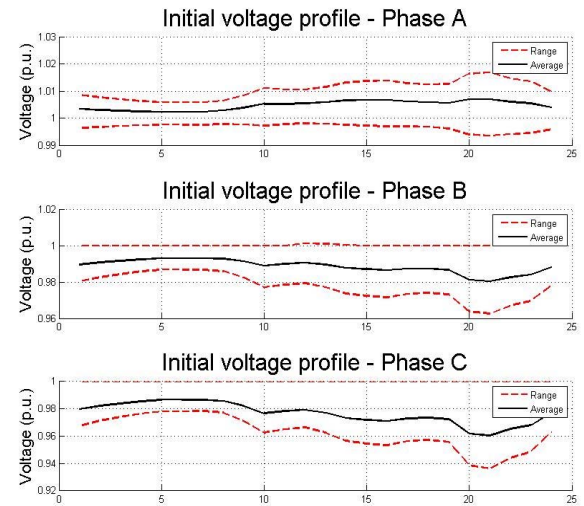 Initial voltage profile - Phase A
1.03
1.02
1.01
1
0.99
Voltage (p.u.)
Range
Average
0
5
10
15
20
25
Initial voltage profile - Phase B
1.02
1
0.98
0.96
Voltage (p.u.)
Range
Average
0
5
10
15
20
25
Initial voltage profile - Phase C
1
0.98
0.96
0.94
0.92
Voltage (p.u.)
Range
Average
0
5
10
15
20
25